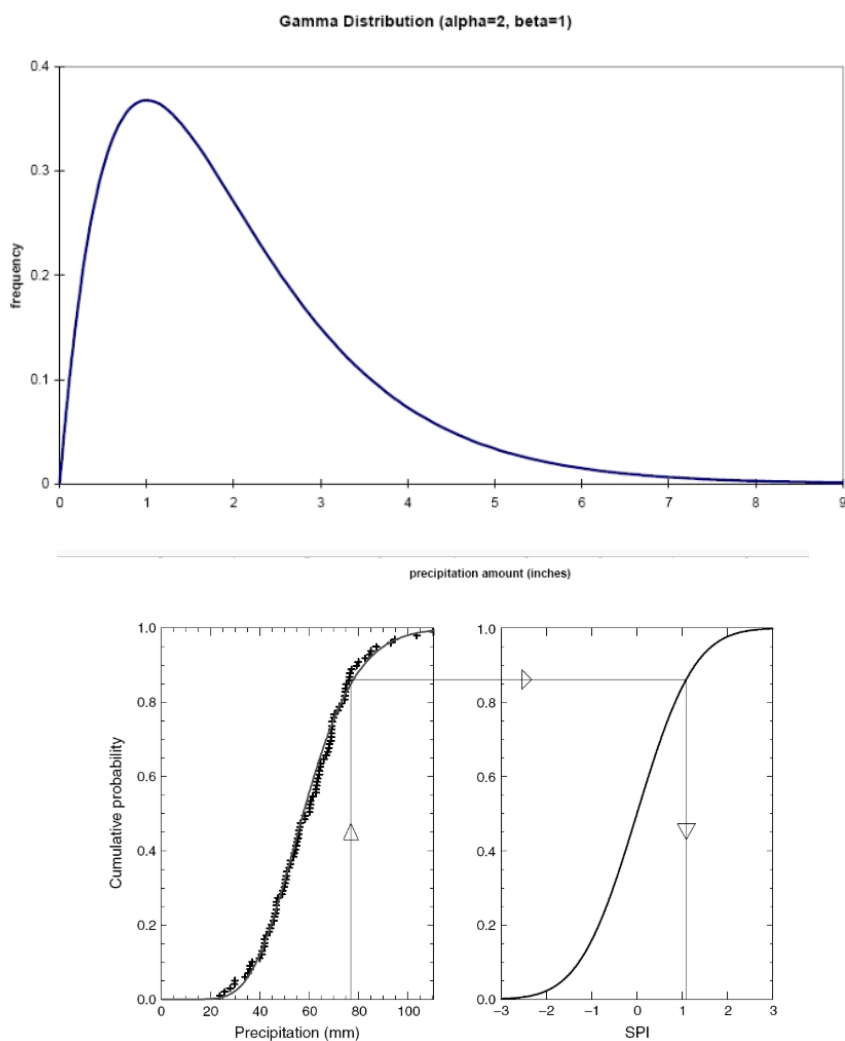 Gamma Distribution (alpha=2, beta=1)
0.4
0.3
0.2
0.1
0
frequency
0 1 2 3 4 5 6 7 8 9
precipitation amount (inches)
1.0
0.8
0.6
0.4
0.2
0.0
Cumulative probability
0 20 40 60 80 100
Precipitation (mm)
1.0
0.8
0.6
0.4
0.2
0.0
−3 −2 −1 0 1 2 3
SPI